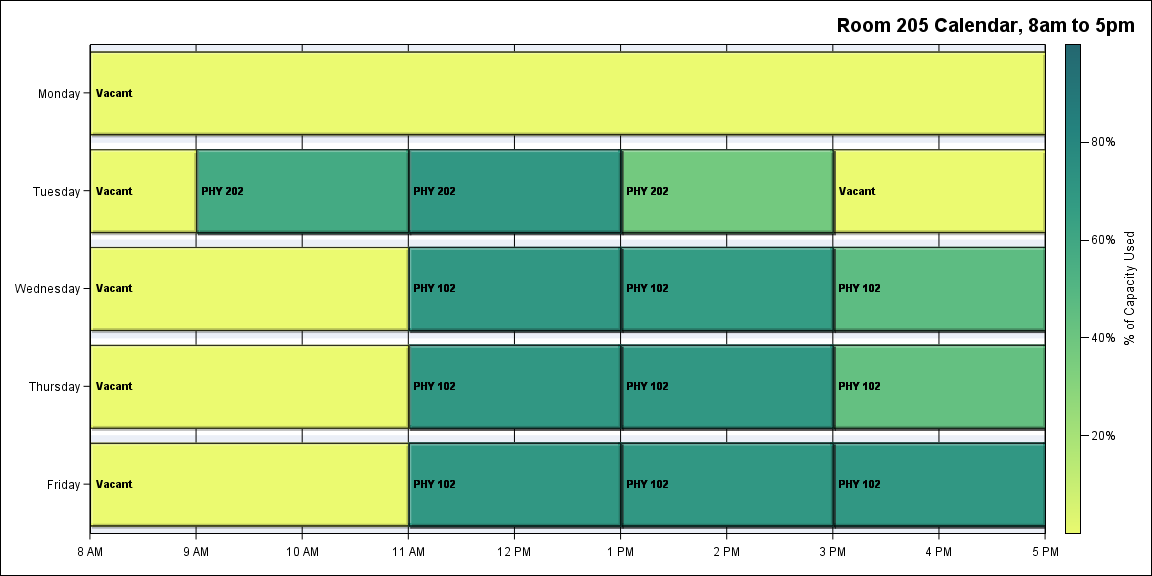 Room 205 Calendar, 8am to 5pm
Monday
Vacant
Tuesday
Vacant
PHY 202
PHY 202
PHY 202
Vacant
Wednesday
Vacant
PHY 102
PHY 102
PHY 102
Thursday
Vacant
PHY 102
PHY 102
PHY 102
Friday
Vacant
PHY 102
PHY 102
PHY 102
8 AM
9 AM
10 AM
11 AM
12 PM
1 PM
2 PM
3 PM
4 PM
5 PM
80%
60%
40%
20%
% of Capacity Used